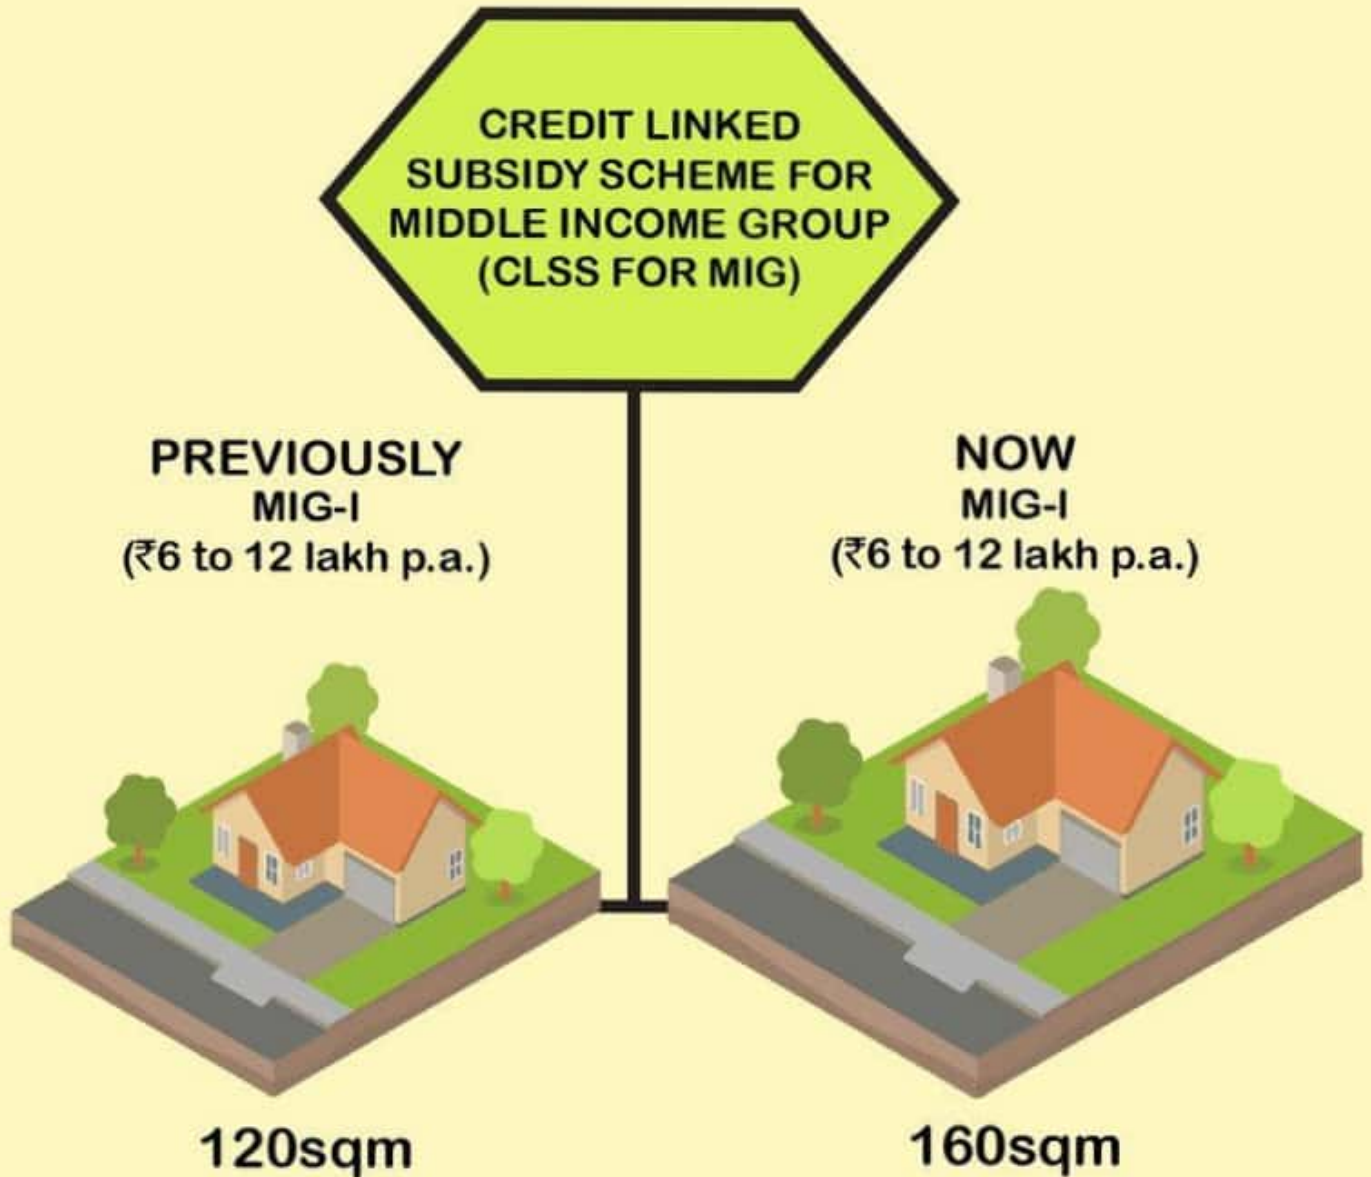 CREDIT LINKED
SUBSIDY SCHEME FOR
MIDDLE INCOME GROUP
(CLSS FOR MIG)
PREVIOUSLY
MIG-I
(₹6 to 12 lakh p.a.)
120sqm
NOW
MIG-I
(₹6 to 12 lakh p.a.)
160sqm